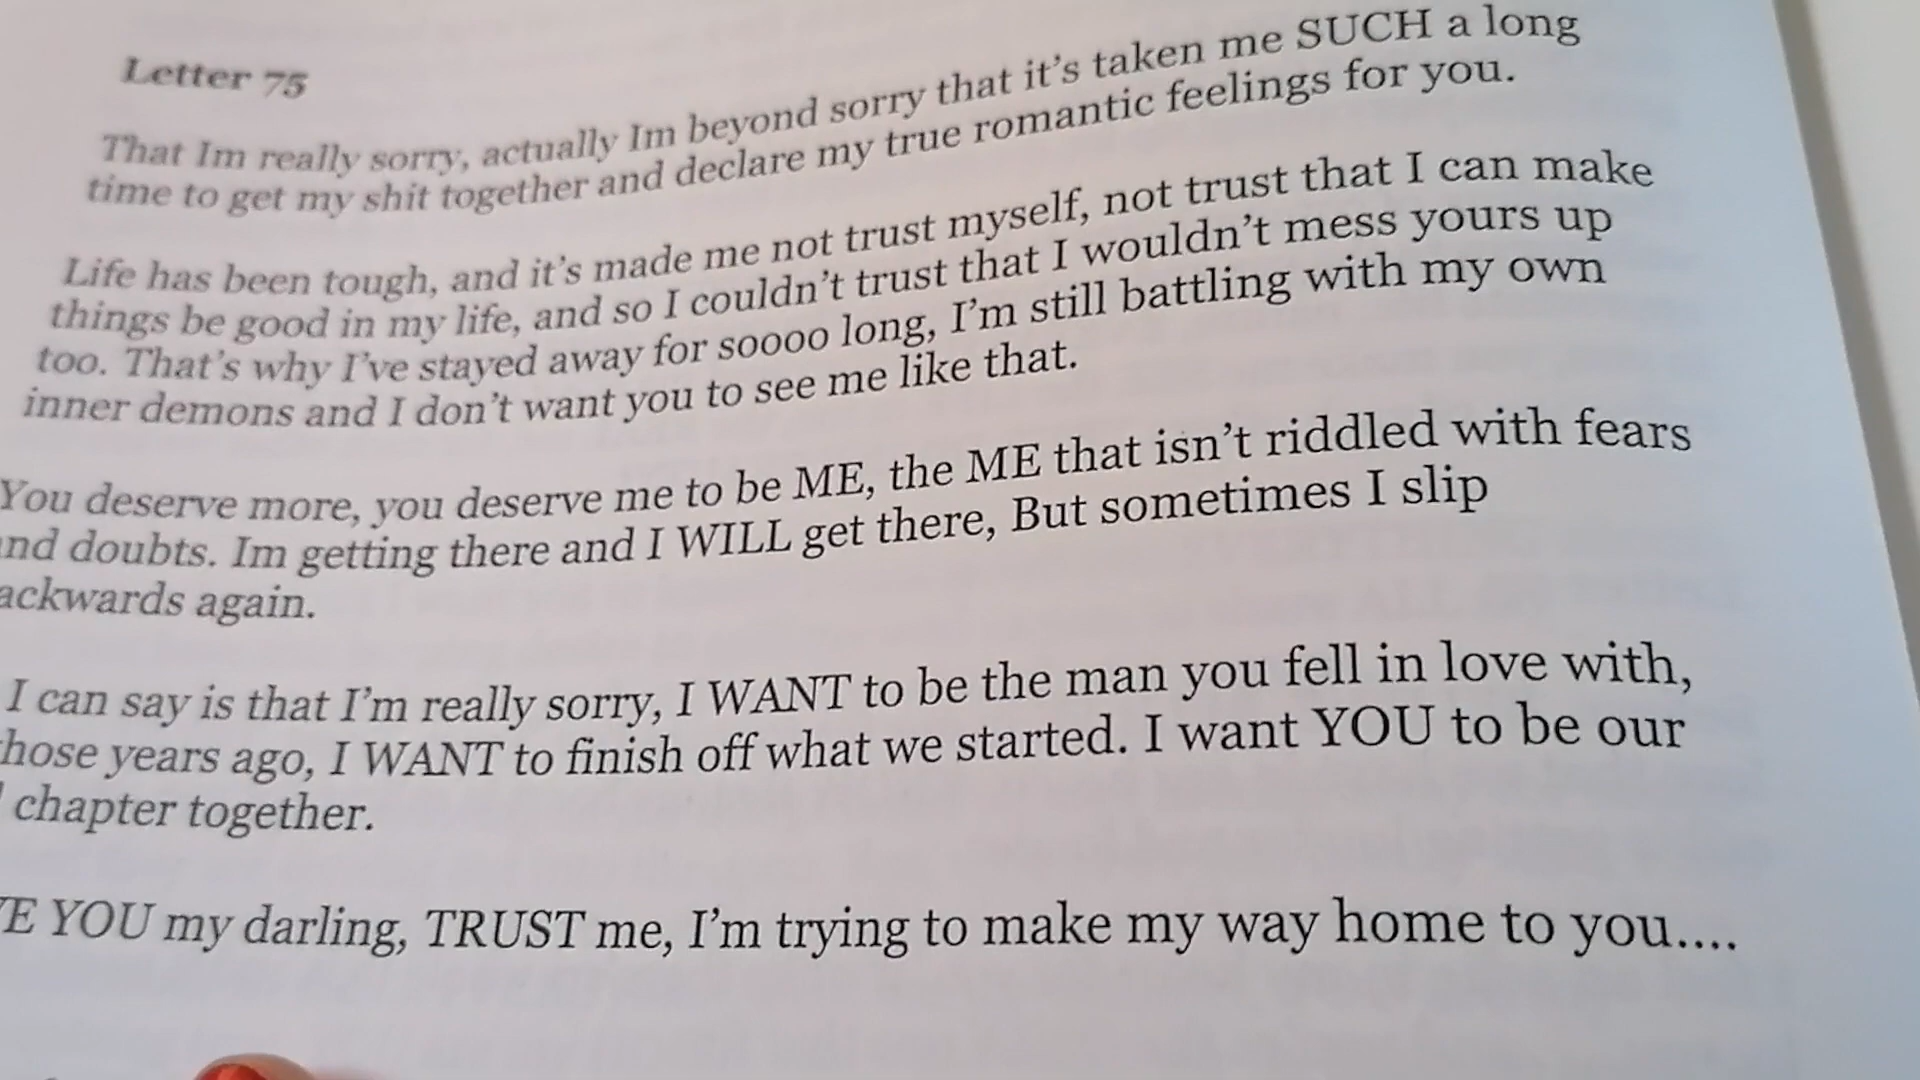 Letter 75
That Im really sorry, actually Im beyond sorry that it's taken me SUCH a long
time to get my shit together and declare my true romantic feelings for you.
Life has been tough, and it's made me not trust myself, not trust that I can make
things be good in my life, and so I couldn't trust that I wouldn't mess yours up
too. That's why I've stayed away for soooo long, I'm still battling with my own
inner demons and I don't want you to see me like that.
You deserve more, you deserve me to be ME, the ME that isn't riddled with fears
nd doubts. Im getting there and I WILL get there, But sometimes I slip
ackwards again.
I can say is that I'm really sorry, I WANT to be the man you fell in love with,
hose years ago, I WANT to finish off what we started. I want YOU to be our
chapter together.
E YOU my darling, TRUST me, I'm trying to make my way home to you....